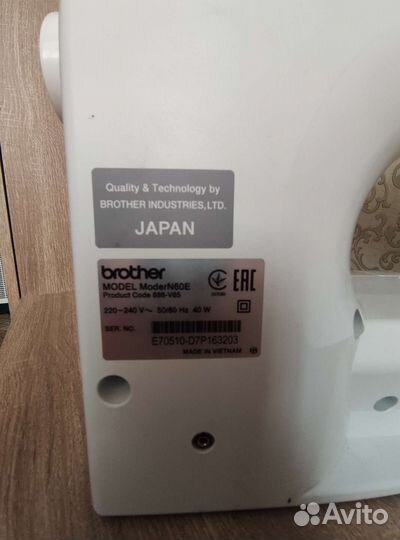 Quality & Technology by
BROTHER INDUSTRIES, LTD.
JAPAN
brother
MODEL ModerN60E
Product Code 888-V85
220-240 V~ 50/60 Hz 40 W
EAC
SER. NO.
E70510-D7P163203
MADE IN VIETNAM
Avito